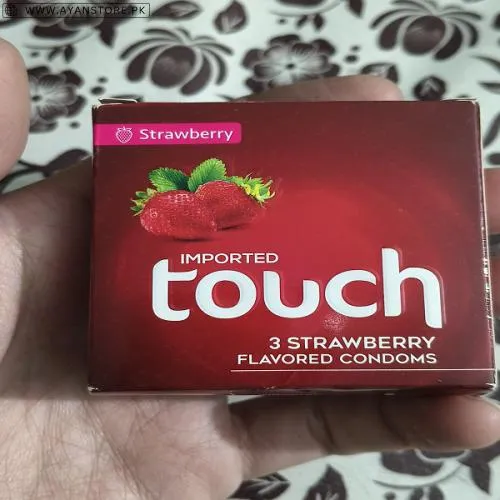 WWW.AYANSTORE.PK
Strawberry
IMPORTED
touch
3 STRAWBERRY
FLAVORED CONDOMS